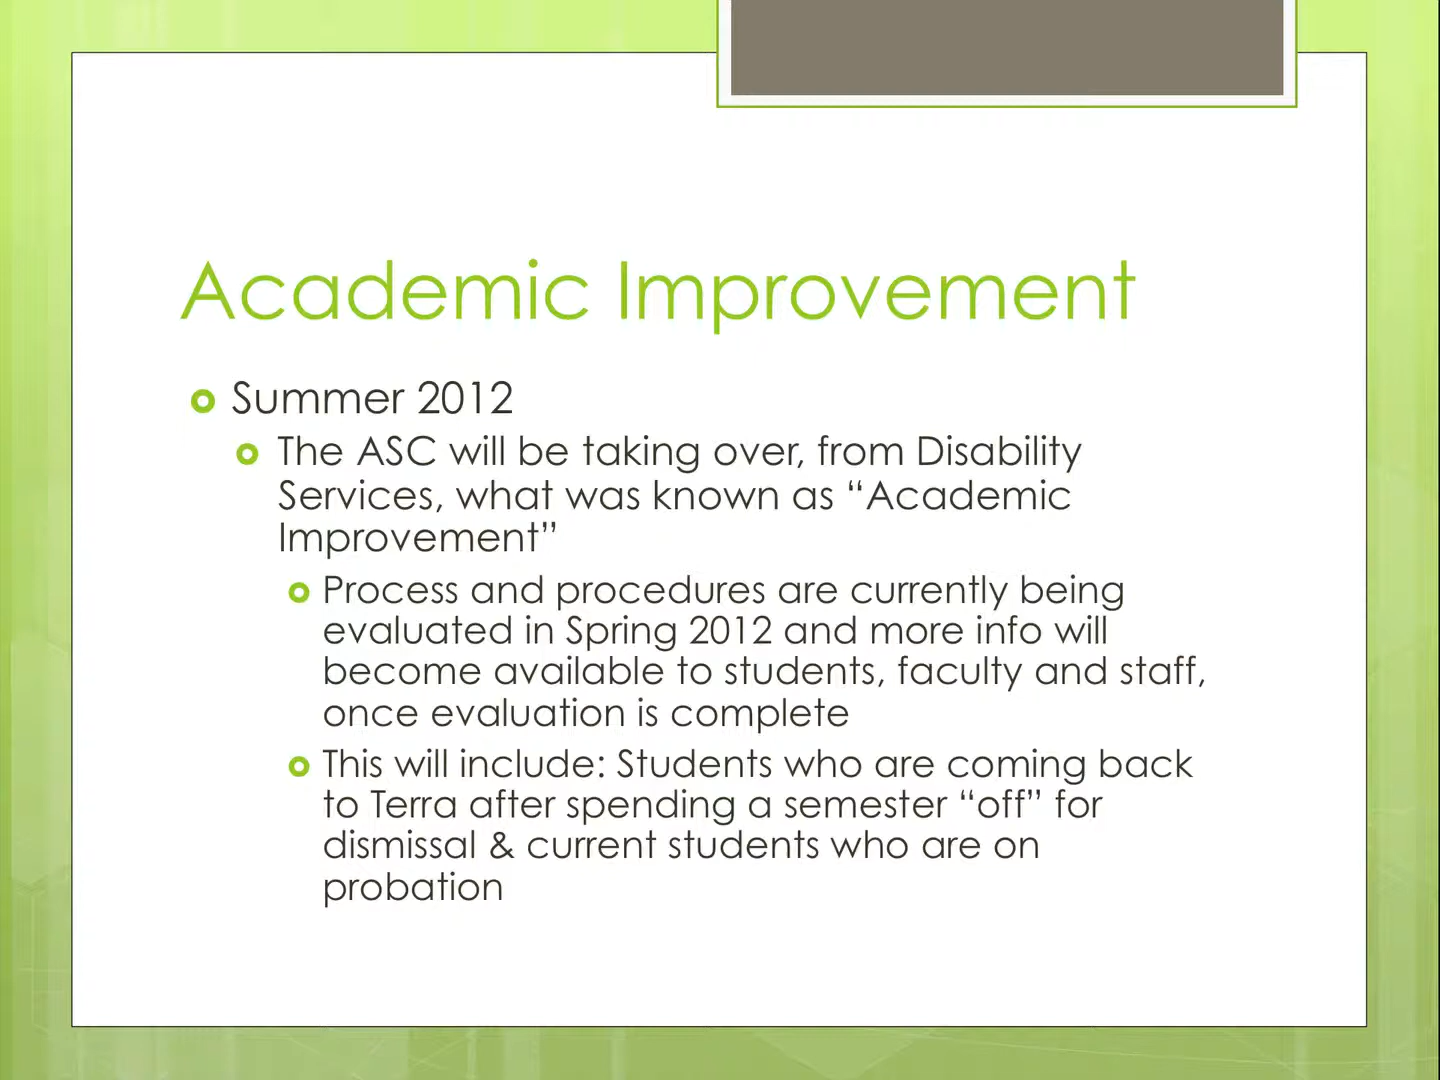 Academic Improvement
Summer 2012
The ASC will be taking over, from Disability
Services, what was known as “Academic
Improvement”
Process and procedures are currently being
evaluated in Spring 2012 and more info will
become available to students, faculty and staff,
once evaluation is complete
This will include: Students who are coming back
to Terra after spending a semester “off” for
dismissal & current students who are on
probation